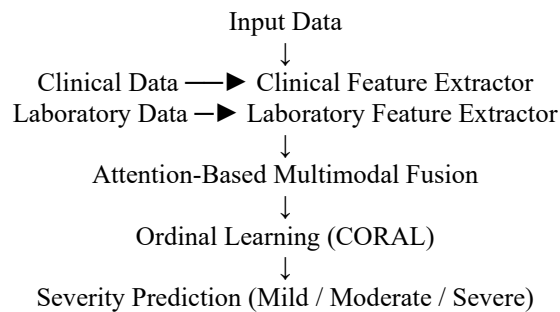 Input Data
↓
Clinical Data ──► Clinical Feature Extractor
Laboratory Data ─► Laboratory Feature Extractor
↓
Attention-Based Multimodal Fusion
↓
Ordinal Learning (CORAL)
↓
Severity Prediction (Mild / Moderate / Severe)